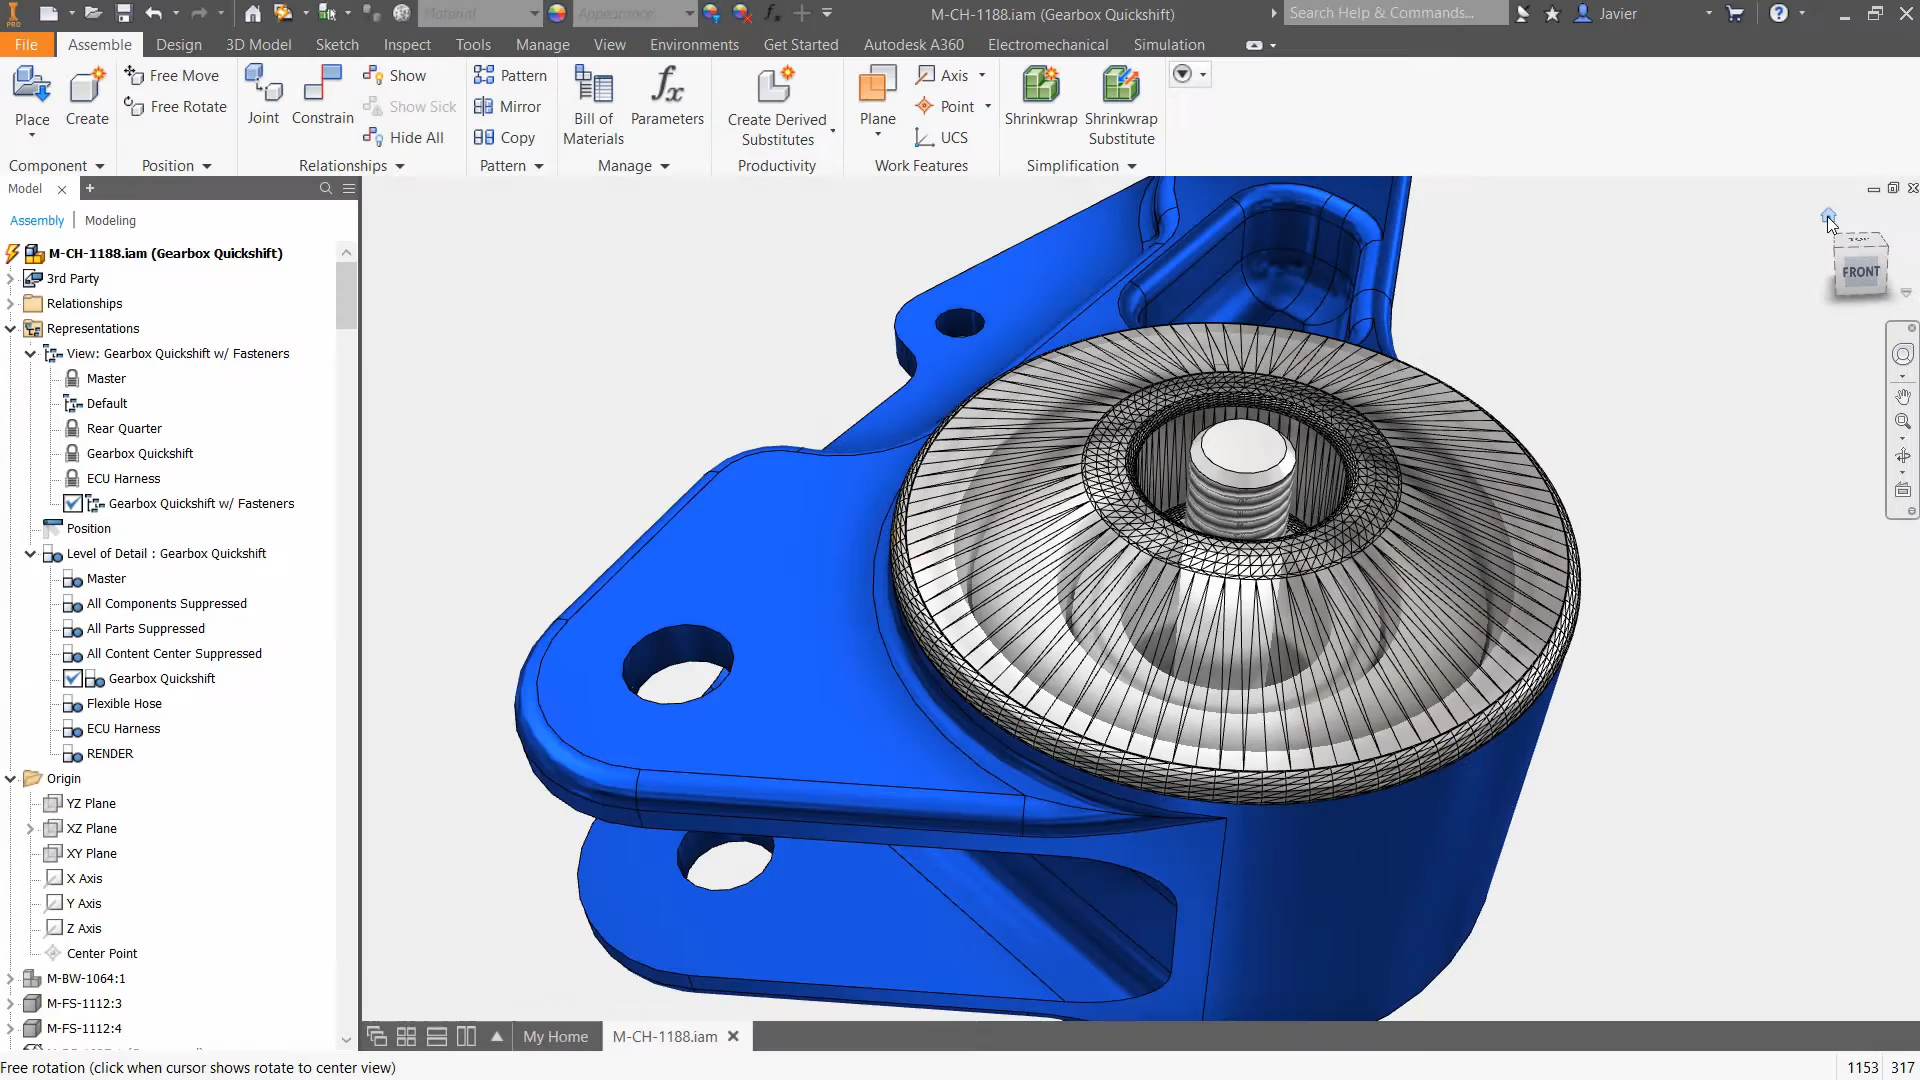 PRO
Material
Appearance
M-CH-1188.iam (Gearbox Quickshift)
Search Help & Commands...
Javier
File
Assemble
Design
3D Model
Sketch
Inspect
Tools
Manage
View
Environments
Get Started
Autodesk A360
Electromechanical
Simulation
Place
Create
Free Move
Free Rotate
Joint
Constrain
Show
Show Sick
Hide All
Pattern
Mirror
Copy
Bill of
Materials
fx
Parameters
Create Derived
Substitutes
Plane
Axis
Point
UCS
Shrinkwrap
Shrinkwrap
Substitute
Component
Position
Relationships
Pattern
Manage
Productivity
Work Features
Simplification
Model
Assembly
Modeling
M-CH-1188.iam (Gearbox Quickshift)
3rd Party
Relationships
Representations
View: Gearbox Quickshift w/ Fasteners
Master
Default
Rear Quarter
Gearbox Quickshift
ECU Harness
Gearbox Quickshift w/ Fasteners
Position
Level of Detail : Gearbox Quickshift
Master
All Components Suppressed
All Parts Suppressed
All Content Center Suppressed
Gearbox Quickshift
Flexible Hose
ECU Harness
RENDER
Origin
YZ Plane
XZ Plane
XY Plane
X Axis
Y Axis
Z Axis
Center Point
M-BW-1064:1
M-FS-1112:3
M-FS-1112:4
TOP
FRONT
My Home
M-CH-1188.iam
Free rotation (click when cursor shows rotate to center view)
1153
317